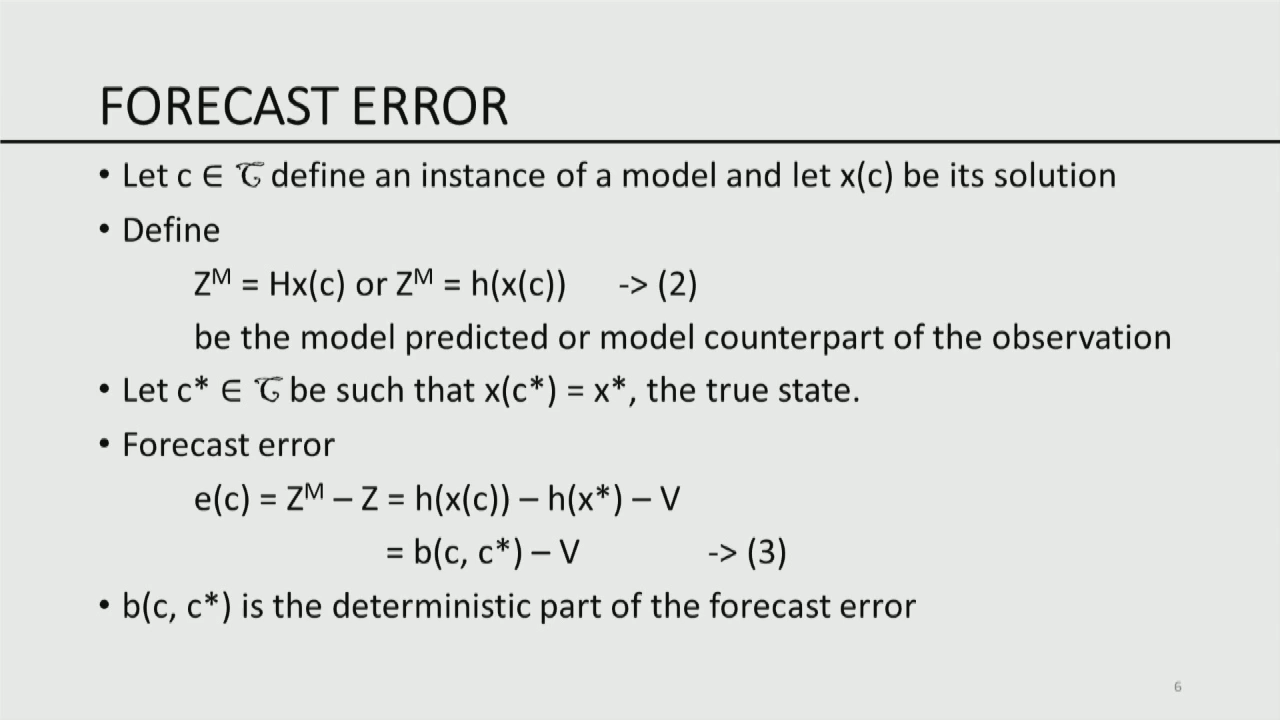 FORECAST ERROR
• Let c ∈ 𝒯 define an instance of a model and let x(c) be its solution
• Define
Zᴹ = Hx(c) or Zᴹ = h(x(c)) -> (2)
be the model predicted or model counterpart of the observation
• Let c* ∈ 𝒯 be such that x(c*) = x*, the true state.
• Forecast error
e(c) = Zᴹ – Z = h(x(c)) – h(x*) – V
= b(c, c*) – V -> (3)
• b(c, c*) is the deterministic part of the forecast error
6